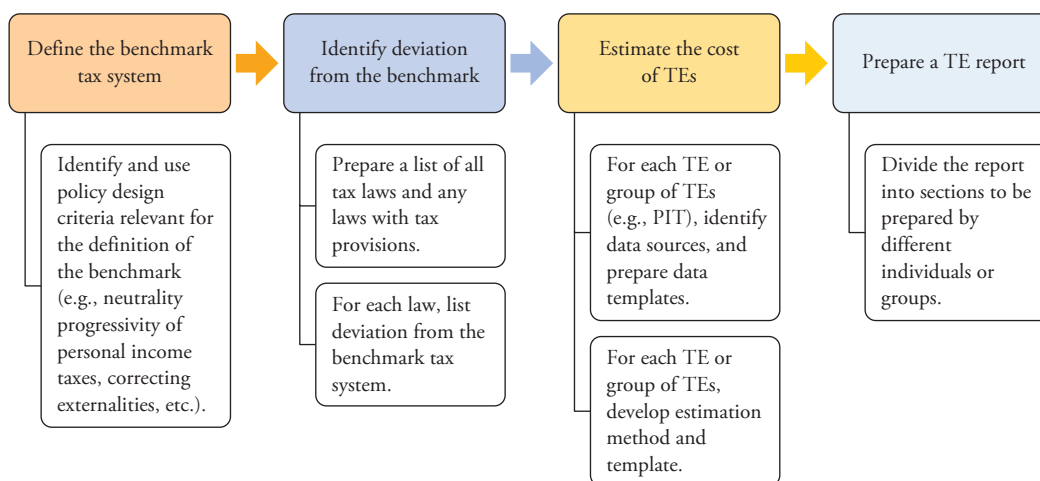 Define the benchmark
tax system
Identify and use
policy design
criteria relevant for
the definition of
the benchmark
(e.g., neutrality
progressivity of
personal income
taxes, correcting
externalities, etc.).
Identify deviation
from the benchmark
Prepare a list of all
tax laws and any
laws with tax
provisions.
For each law, list
deviation from the
benchmark tax
system.
Estimate the cost
of TEs
For each TE or
group of TEs
(e.g., PIT), identify
data sources, and
prepare data
templates.
For each TE or
group of TEs,
develop estimation
method and
template.
Prepare a TE report
Divide the report
into sections to be
prepared by
different
individuals or
groups.